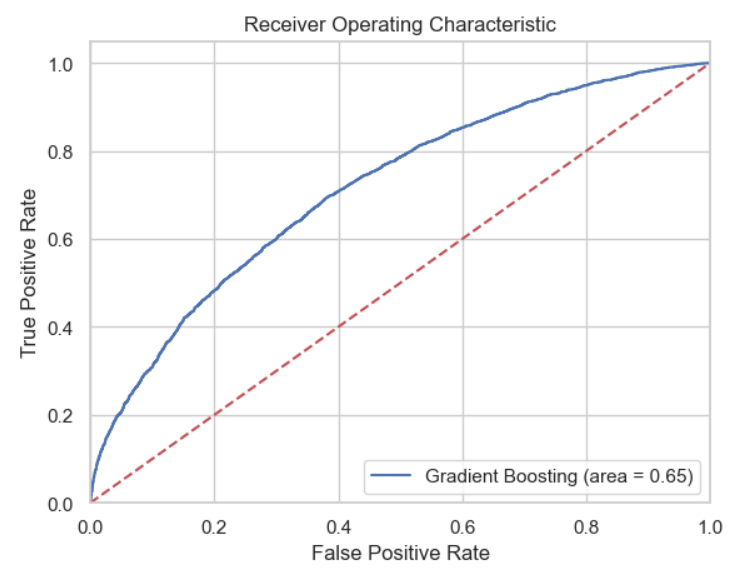 Receiver Operating Characteristic
True Positive Rate
1.0
0.8
0.6
0.4
0.2
0.0
Gradient Boosting (area = 0.65)
0.0 0.2 0.4 0.6 0.8 1.0
False Positive Rate